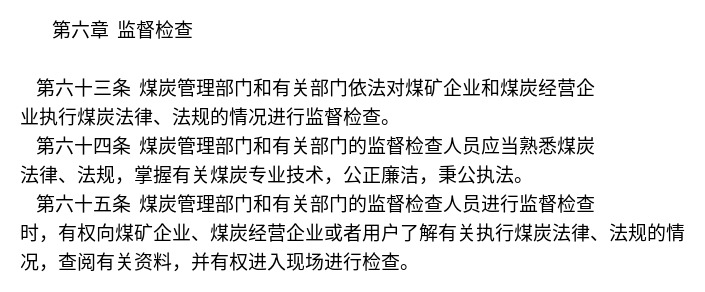 第六章 监督检查
第六十三条 煤炭管理部门和有关部门依法对煤矿企业和煤炭经营企
业执行煤炭法律、法规的情况进行监督检查。
第六十四条 煤炭管理部门和有关部门的监督检查人员应当熟悉煤炭
法律、法规，掌握有关煤炭专业技术，公正廉洁，秉公执法。
第六十五条 煤炭管理部门和有关部门的监督检查人员进行监督检查
时，有权向煤矿企业、煤炭经营企业或者用户了解有关执行煤炭法律、法规的情
况，查阅有关资料，并有权进入现场进行检查。